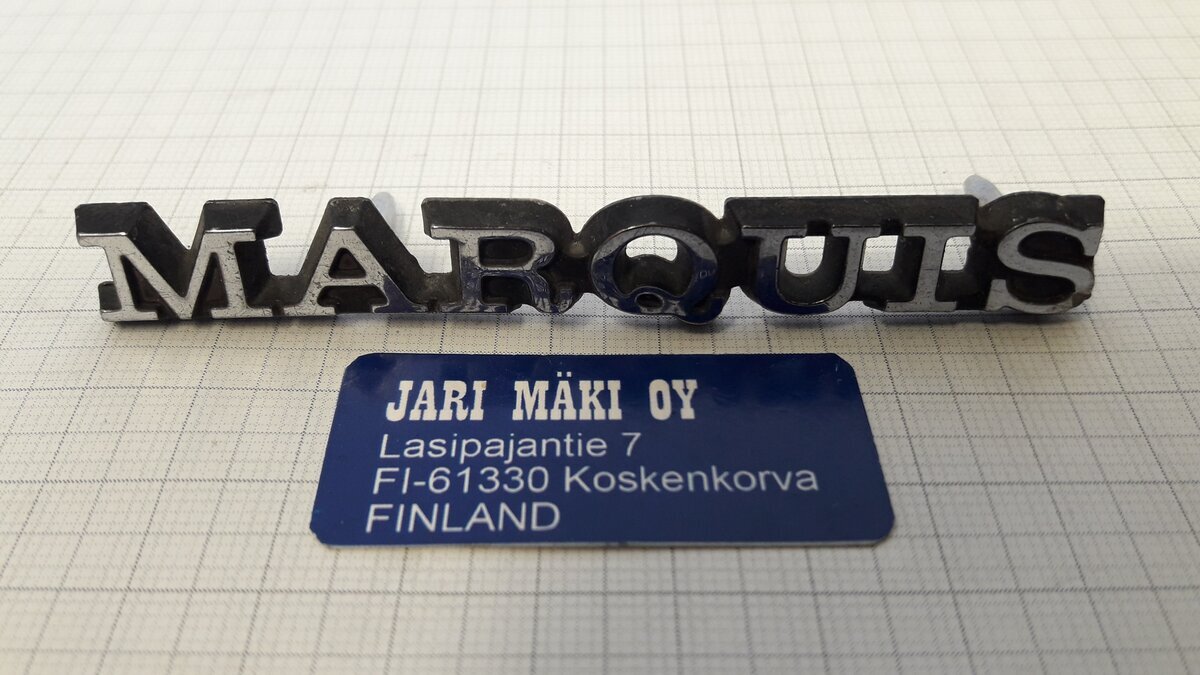 MARQUIS
JARI MÄKI OY
Lasipajantie 7
FI-61330 Koskenkorva
FINLAND